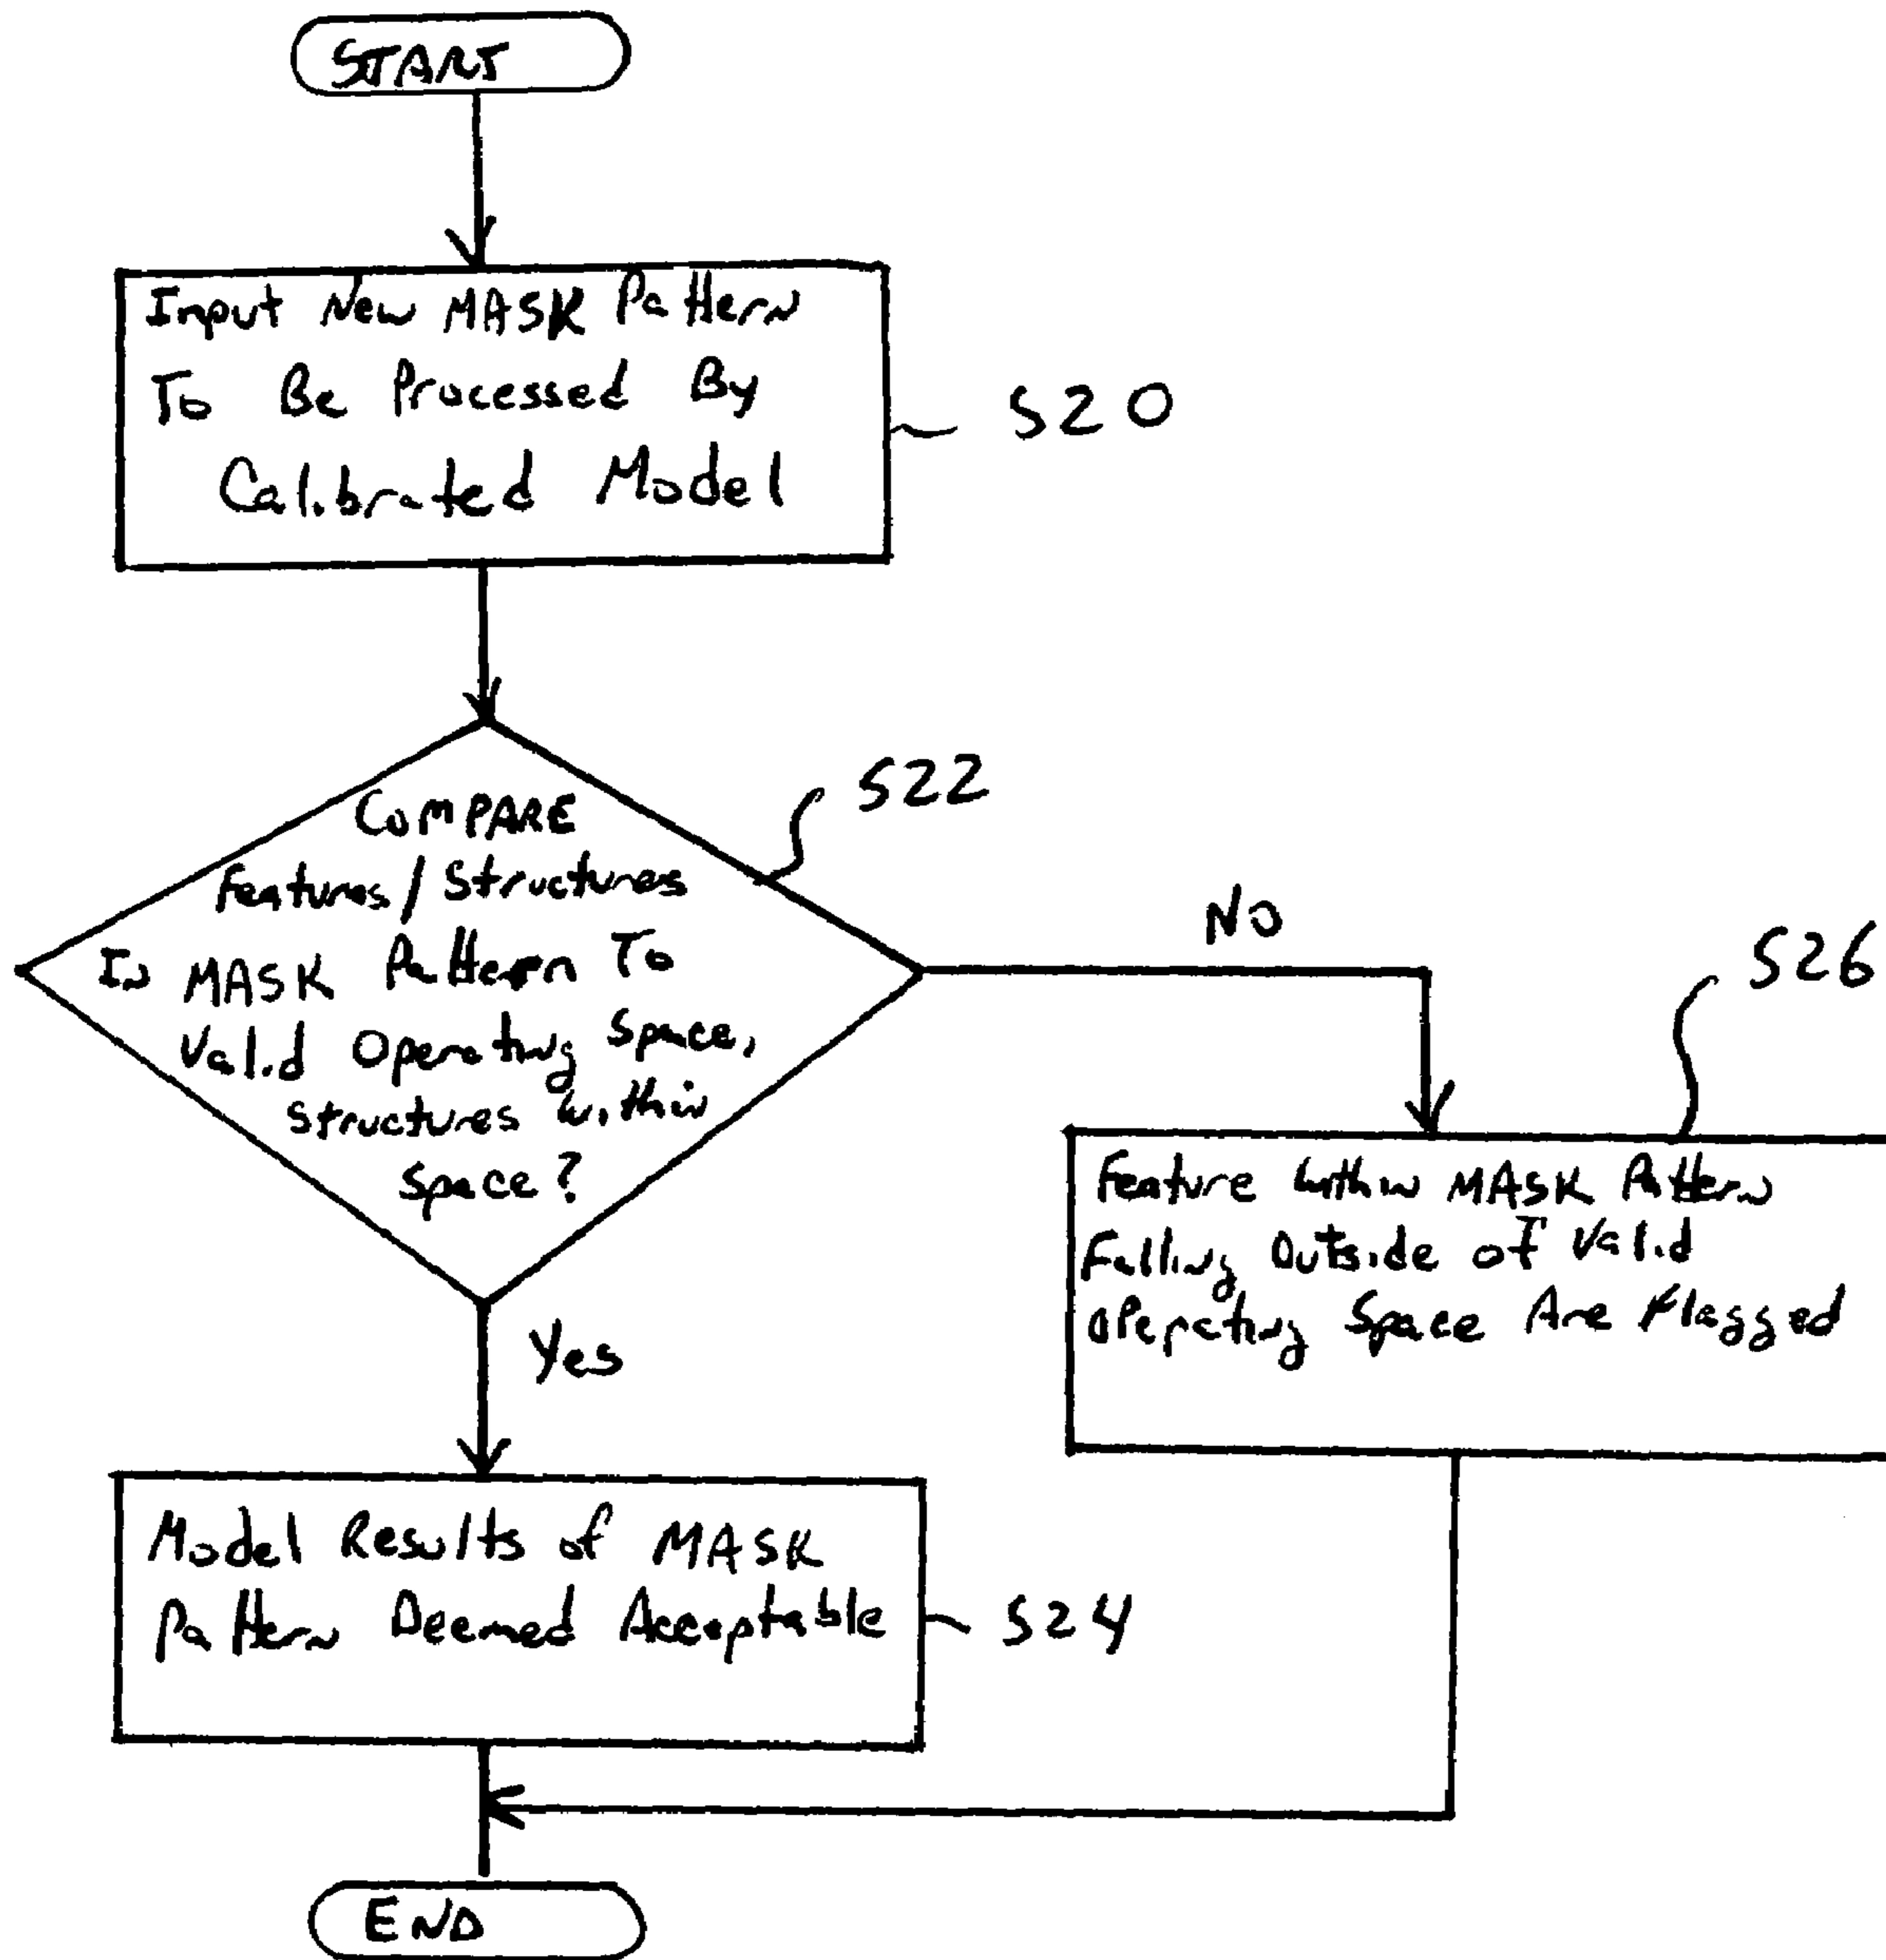 START
Input New MASK Pattern
To Be Processed By
Calibrated Model
S20
COMPARE
Features/Structures
In MASK Pattern To
Valid Operating Space,
Structures within
Space?
S22
NO
S26
Feature Within MASK Pattern
Falling Outside of Valid
Operating Space Are Flagged
Yes
Model Results of MASK
Pattern Deemed Acceptable
S24
END